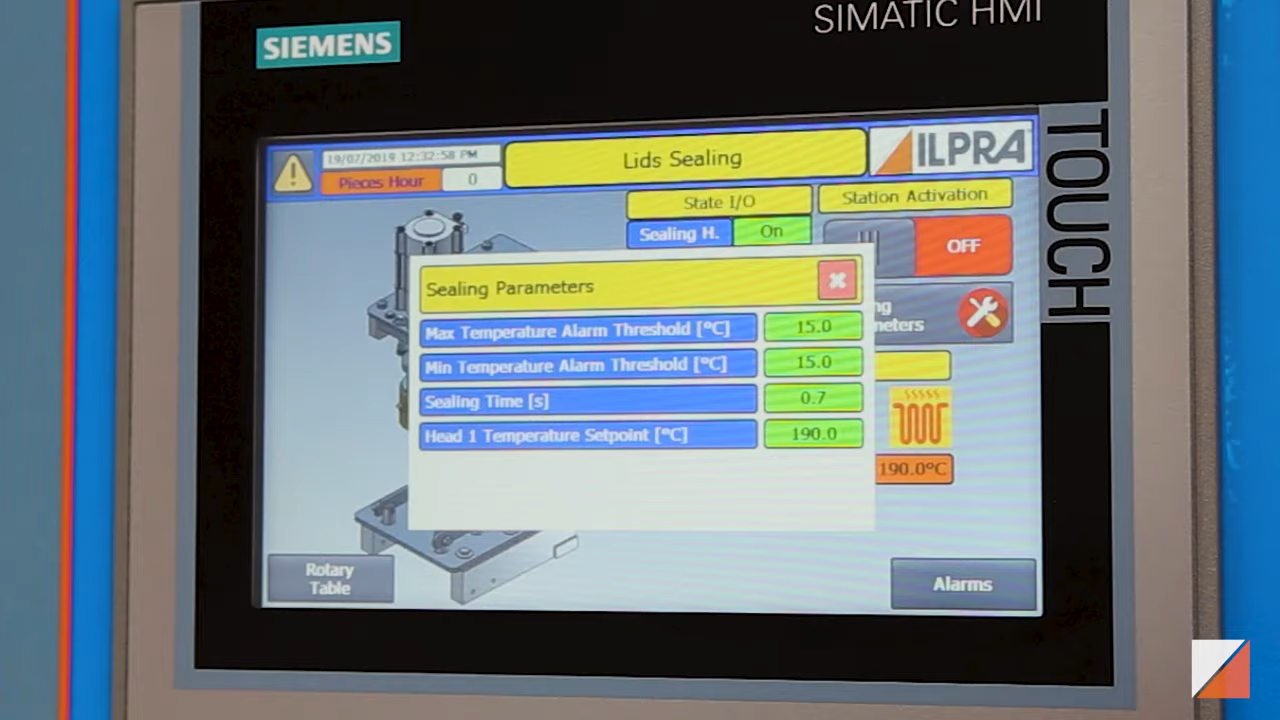 SIEMENS
SIMATIC HMI
TOUCH
19/07/2019 12:32:58 PM
Pieces Hour 0
Lids Sealing
ILPRA
State I/O
Sealing H. On
Station Activation
OFF
Sealing Parameters
Max Temperature Alarm Threshold [°C] 15.0
Min Temperature Alarm Threshold [°C] 15.0
Sealing Time [s] 0.7
Head 1 Temperature Setpoint [°C] 190.0
ng
meters
190.0°C
Rotary
Table
Alarms